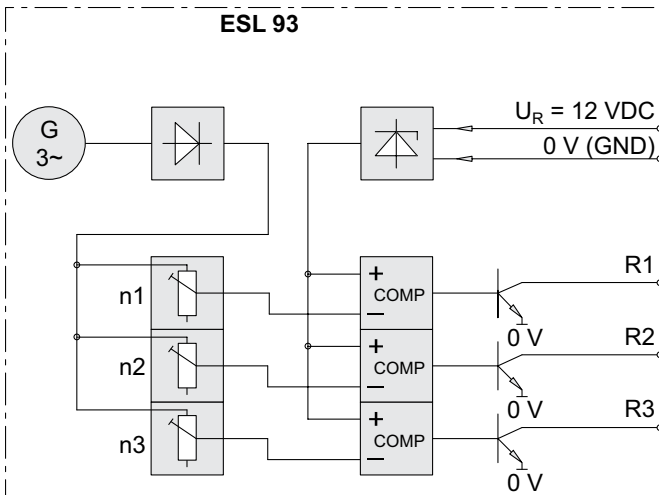 ESL 93
G
3~
U_R = 12 VDC
0 V (GND)
n1
+
COMP
−
R1
0 V
n2
+
COMP
−
R2
0 V
n3
+
COMP
−
R3
0 V